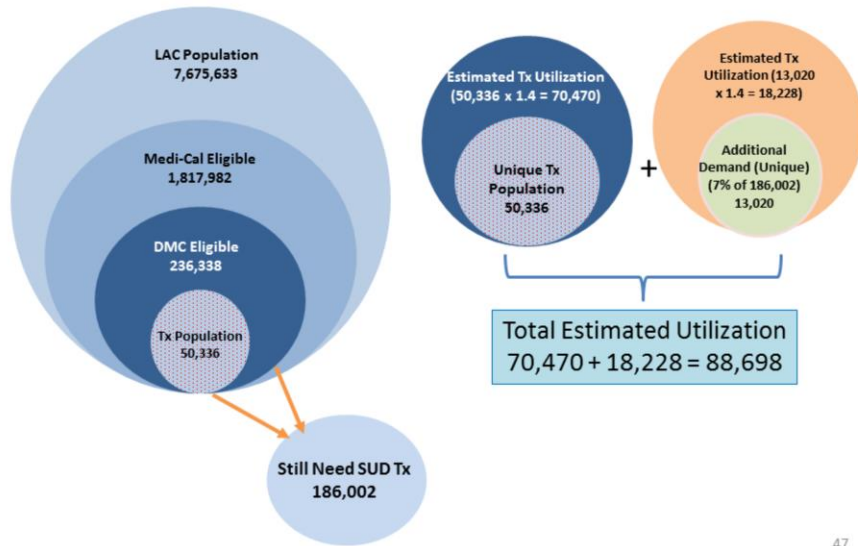 LAC Population
7,675,633
Medi-Cal Eligible
1,817,982
DMC Eligible
236,338
Tx Population
50,336
Still Need SUD Tx
186,002
Estimated Tx Utilization
(50,336 x 1.4 = 70,470)
Unique Tx
Population
50,336
+
Estimated Tx
Utilization (13,020
x 1.4 = 18,228)
Additional
Demand (Unique)
(7% of 186,002)
13,020
Total Estimated Utilization
70,470 + 18,228 = 88,698
47